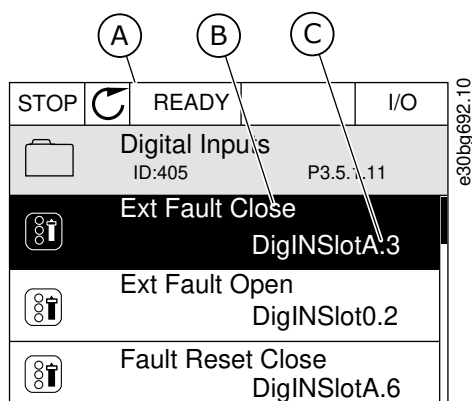 A B C
STOP READY I/O
Digital Inputs
ID:405 P3.5.1.11
Ext Fault Close
DigINSlotA.3
Ext Fault Open
DigINSlot0.2
Fault Reset Close
DigINSlotA.6
e30bg692.10